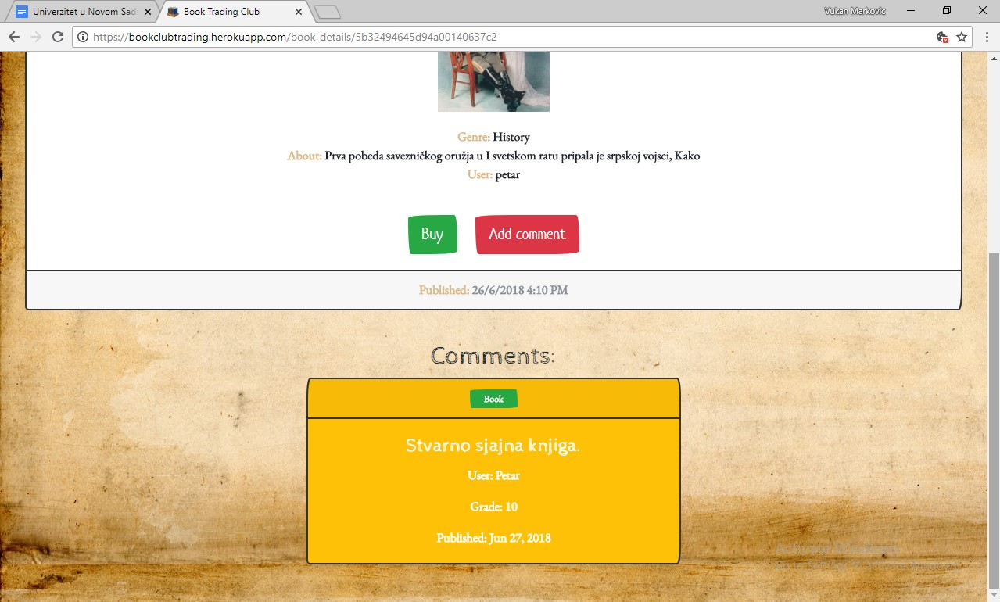 Univerzitet u Novom Sad
Book Trading Club
Vukan Markovic
https://bookclubtrading.herokuapp.com/book-details/5b32494645d94a00140637c2
Genre: History
About: Prva pobeda savezničkog oružja u I svetskom ratu pripala je srpskoj vojsci, Kako
User: petar
Buy
Add comment
Published: 26/6/2018 4:10 PM
Comments:
Book
Stvarno sjajna knjiga.
User: Petar
Grade: 10
Published: Jun 27, 2018
Activate Windows